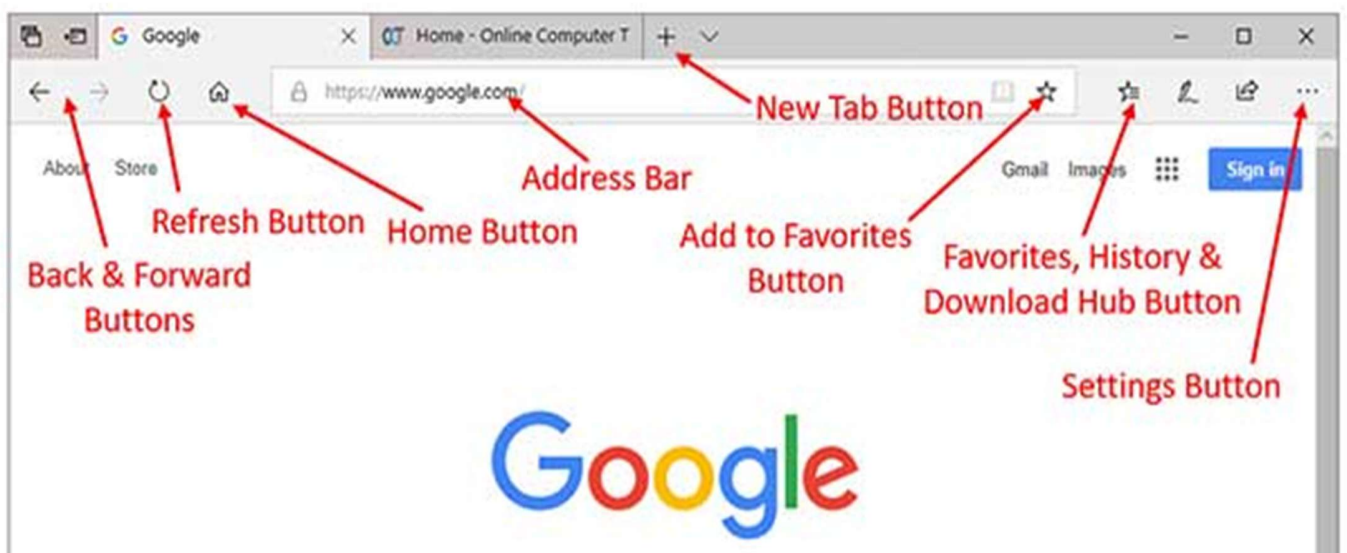 Google
Home - Online Computer T
https://www.google.com/
New Tab Button
About Store
Gmail Images
Sign in
Address Bar
Refresh Button
Home Button
Add to Favorites
Button
Favorites, History &
Download Hub Button
Back & Forward
Buttons
Settings Button
Google